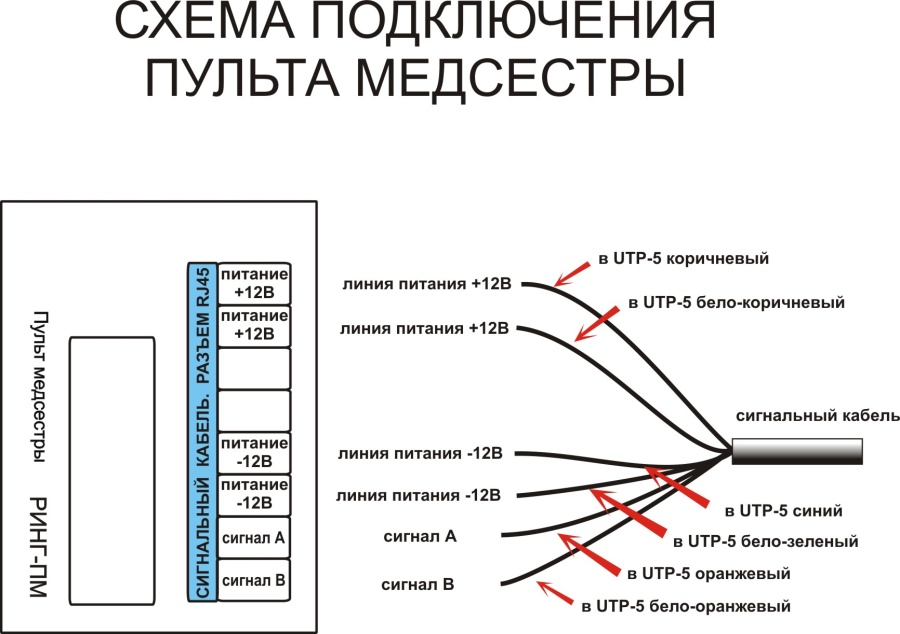 СХЕМА ПОДКЛЮЧЕНИЯ
ПУЛЬТА МЕДСЕСТРЫ
Пульт медсестры РИНГ-ПМ
СИГНАЛЬНЫЙ КАБЕЛЬ. РАЗЪЕМ RJ45
питание
+12В
питание
+12В
питание
-12В
питание
-12В
сигнал А
сигнал В
линия питания +12В
линия питания +12В
линия питания -12В
линия питания -12В
сигнал А
сигнал В
в UTP-5 коричневый
в UTP-5 бело-коричневый
сигнальный кабель
в UTP-5 синий
в UTP-5 бело-зеленый
в UTP-5 оранжевый
в UTP-5 бело-оранжевый